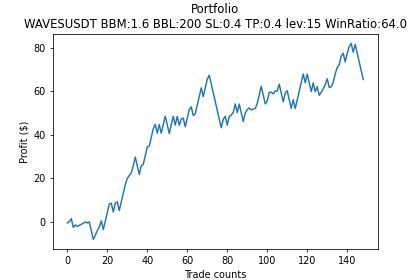 Portfolio
WAVESUSDT BBM:1.6 BBL:200 SL:0.4 TP:0.4 lev:15 WinRatio:64.0
80
60
40
20
0
Profit ($)
0 20 40 60 80 100 120 140
Trade counts